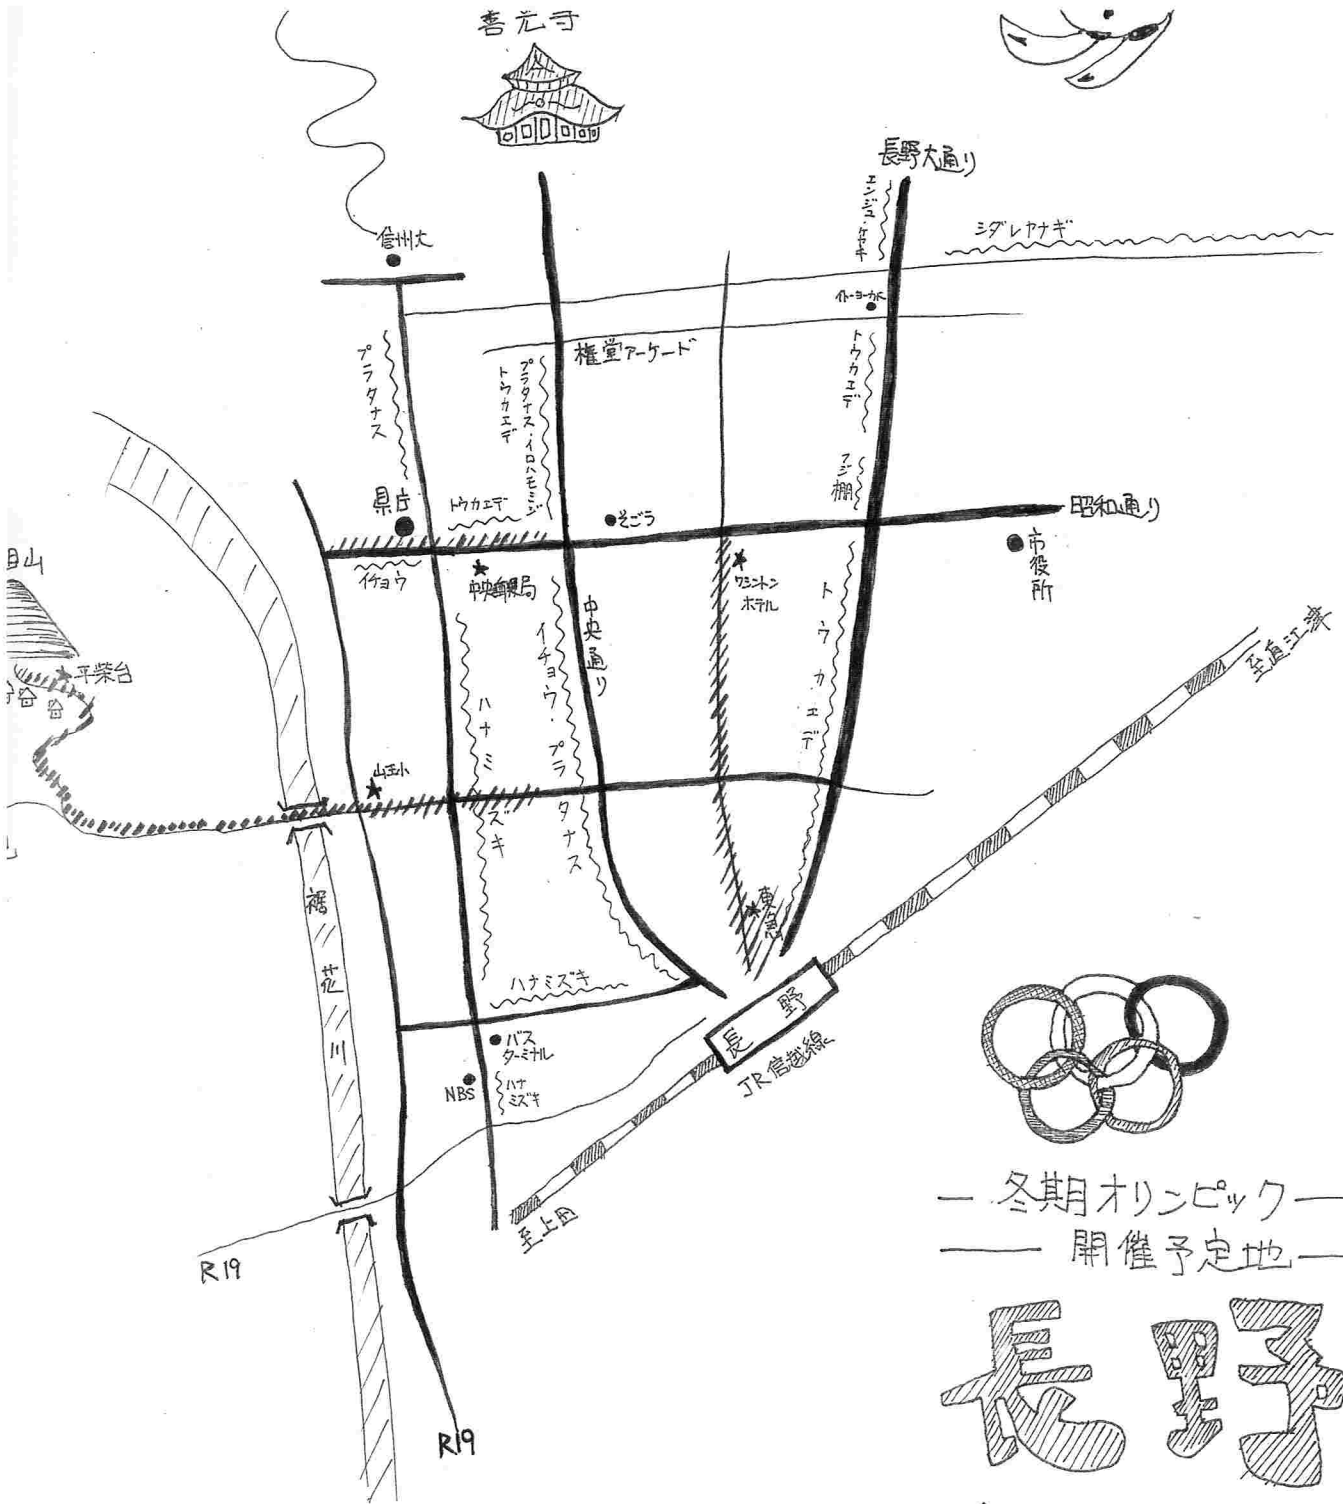 善光寺
長野大通り
エンジュ・ケヤキ
シダレヤナギ
信州大
イトーヨーカドー
権堂アーケード
プラタナス
プラタナス・イロハモミジ
トウカエデ
トウカエデ
フジ棚
県庁
トウカエデ
そごう
昭和通り
市役所
イチョウ
中央郵便局
ワシントン
ホテル
中央通り
トウカエデ
イチョウ・プラタナス
ハナミズキ
平柴台
至直江津
山王小
東急
裾花川
ハナミズキ
長野
JR信越線
バス
ターミナル
NBS
ハナ
ミズキ
至上田
R19
R19
冬期オリンピック
開催予定地
長野